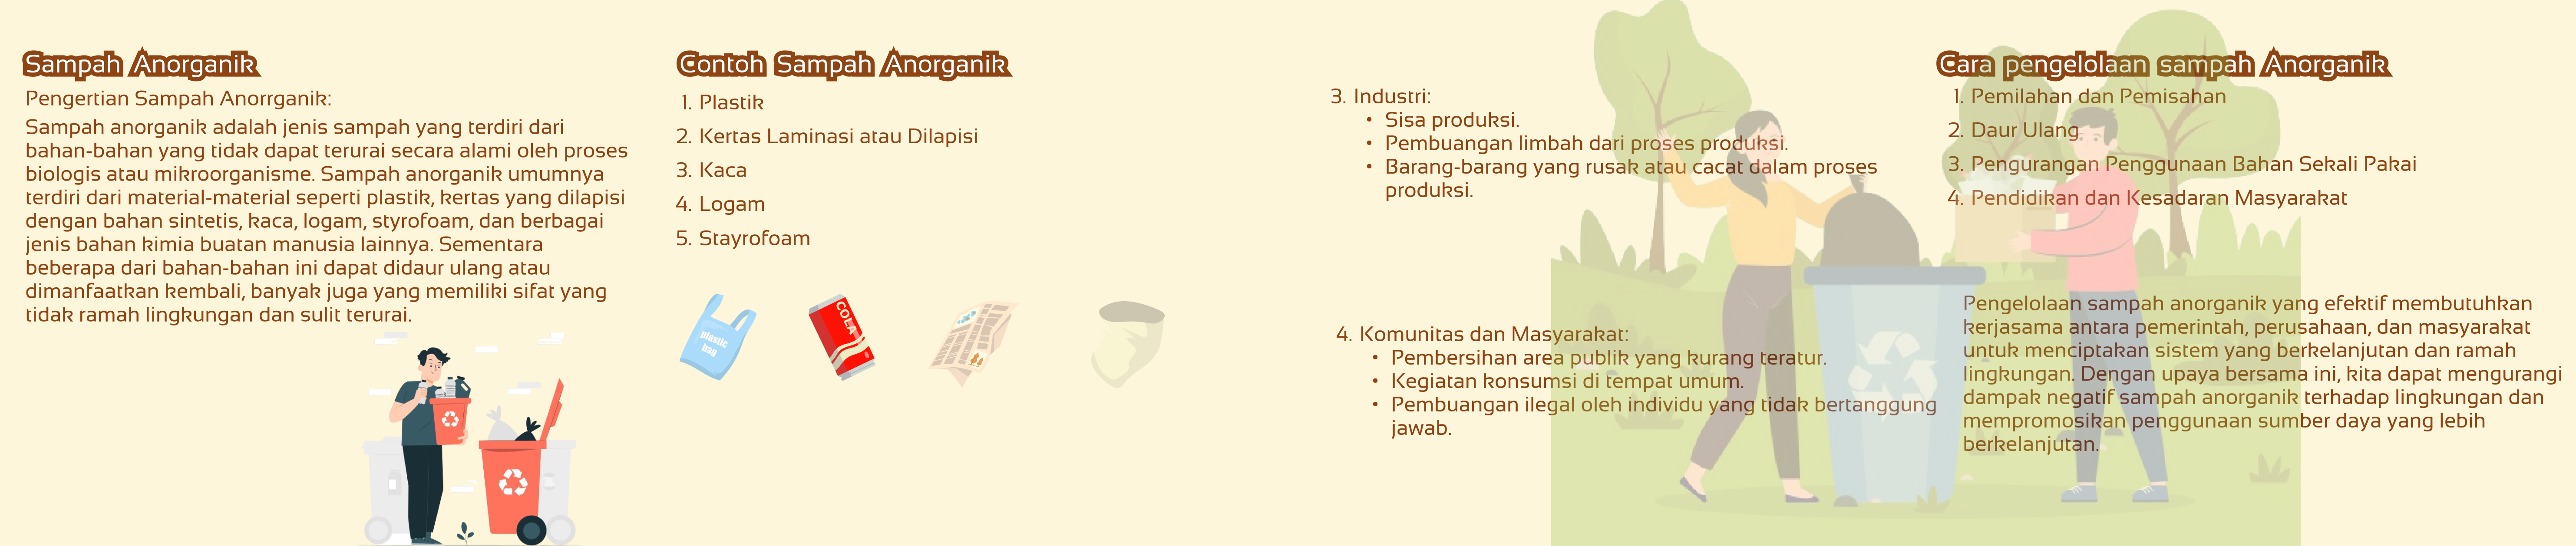 Sampah Anorganik
Pengertian Sampah Anorrganik:
Sampah anorganik adalah jenis sampah yang terdiri dari
bahan-bahan yang tidak dapat terurai secara alami oleh proses
biologis atau mikroorganisme. Sampah anorganik umumnya
terdiri dari material-material seperti plastik, kertas yang dilapisi
dengan bahan sintetis, kaca, logam, styrofoam, dan berbagai
jenis bahan kimia buatan manusia lainnya. Sementara
beberapa dari bahan-bahan ini dapat didaur ulang atau
dimanfaatkan kembali, banyak juga yang memiliki sifat yang
tidak ramah lingkungan dan sulit terurai.
Contoh Sampah Anorganik
1. Plastik
2. Kertas Laminasi atau Dilapisi
3. Kaca
4. Logam
5. Stayrofoam
plastic
bag
COLA
3. Industri:
• Sisa produksi.
• Pembuangan limbah dari proses produksi.
• Barang-barang yang rusak atau cacat dalam proses
produksi.
4. Komunitas dan Masyarakat:
• Pembersihan area publik yang kurang teratur.
• Kegiatan konsumsi di tempat umum.
• Pembuangan ilegal oleh individu yang tidak bertanggung
jawab.
Cara pengelolaan sampah Anorganik
1. Pemilahan dan Pemisahan
2. Daur Ulang
3. Pengurangan Penggunaan Bahan Sekali Pakai
4. Pendidikan dan Kesadaran Masyarakat
Pengelolaan sampah anorganik yang efektif membutuhkan
kerjasama antara pemerintah, perusahaan, dan masyarakat
untuk menciptakan sistem yang berkelanjutan dan ramah
lingkungan. Dengan upaya bersama ini, kita dapat mengurangi
dampak negatif sampah anorganik terhadap lingkungan dan
mempromosikan penggunaan sumber daya yang lebih
berkelanjutan.